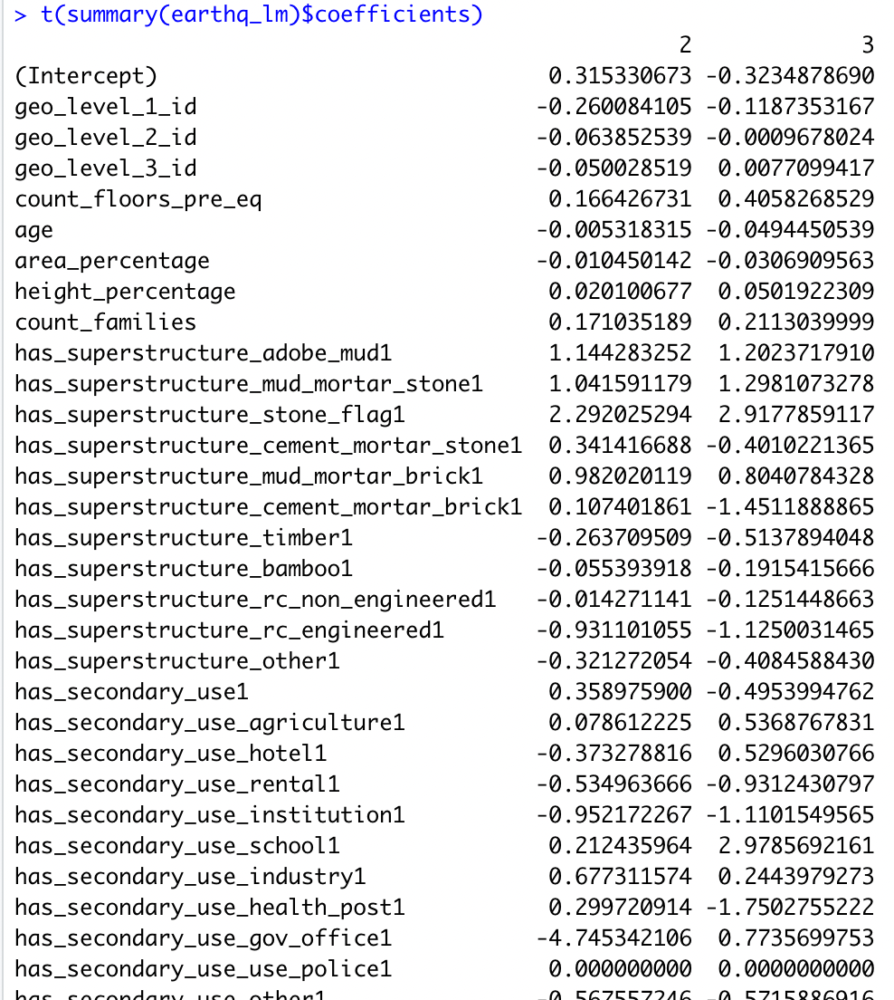 > t(summary(earthq_lm)$coefficients)
2 3
(Intercept) 0.315330673 -0.3234878690
geo_level_1_id -0.260084105 -0.1187353167
geo_level_2_id -0.063852539 -0.0009678024
geo_level_3_id -0.050028519 0.0077099417
count_floors_pre_eq 0.166426731 0.4058268529
age -0.005318315 -0.0494450539
area_percentage -0.010450142 -0.0306909563
height_percentage 0.020100677 0.0501922309
count_families 0.171035189 0.2113039999
has_superstructure_adobe_mud1 1.144283252 1.2023717910
has_superstructure_mud_mortar_stone1 1.041591179 1.2981073278
has_superstructure_stone_flag1 2.292025294 2.9177859117
has_superstructure_cement_mortar_stone1 0.341416688 -0.4010221365
has_superstructure_mud_mortar_brick1 0.982020119 0.8040784328
has_superstructure_cement_mortar_brick1 0.107401861 -1.4511888865
has_superstructure_timber1 -0.263709509 -0.5137894048
has_superstructure_bamboo1 -0.055393918 -0.1915415666
has_superstructure_rc_non_engineered1 -0.014271141 -0.1251448663
has_superstructure_rc_engineered1 -0.931101055 -1.1250031465
has_superstructure_other1 -0.321272054 -0.4084588430
has_secondary_use1 0.358975900 -0.4953994762
has_secondary_use_agriculture1 0.078612225 0.5368767831
has_secondary_use_hotel1 -0.373278816 0.5296030766
has_secondary_use_rental1 -0.534963666 -0.9312430797
has_secondary_use_institution1 -0.952172267 -1.1101549565
has_secondary_use_school1 0.212435964 2.9785692161
has_secondary_use_industry1 0.677311574 0.2443979273
has_secondary_use_health_post1 0.299720914 -1.7502755222
has_secondary_use_gov_office1 -4.745342106 0.7735699753
has_secondary_use_use_police1 0.000000000 0.0000000000
has_secondary_use_other1 -0.567557246 -0.5715886916